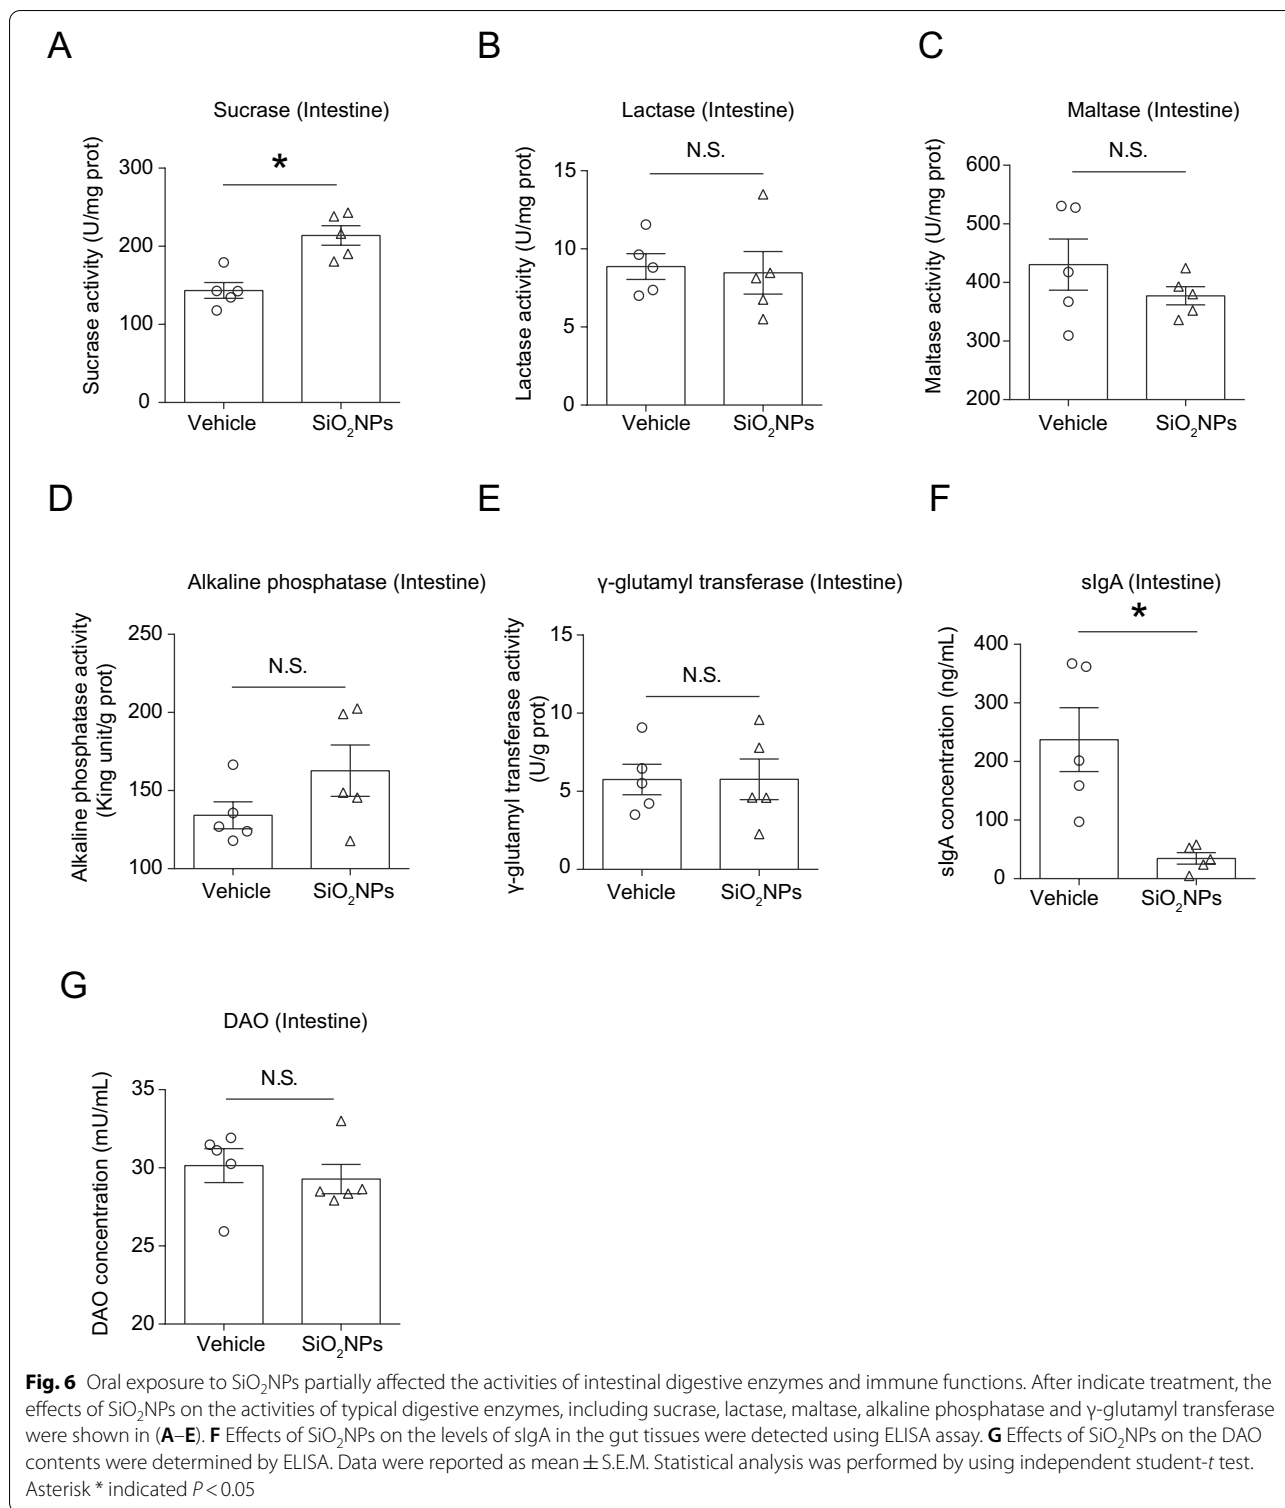 A
B
C
Sucrase (Intestine)
Lactase (Intestine)
Maltase (Intestine)
Sucrase activity (U/mg prot)
300
200
100
0
*
Vehicle
SiO₂NPs
Lactase activity (U/mg prot)
15
10
5
0
N.S.
Vehicle
SiO₂NPs
Maltase activity (U/mg prot)
600
500
400
300
200
N.S.
Vehicle
SiO₂NPs
D
E
F
Alkaline phosphatase (Intestine)
γ-glutamyl transferase (Intestine)
sIgA (Intestine)
Alkaline phosphatase activity
(King unit/g prot)
250
200
150
100
N.S.
Vehicle
SiO₂NPs
γ-glutamyl transferase activity
(U/g prot)
15
10
5
0
N.S.
Vehicle
SiO₂NPs
sIgA concentration (ng/mL)
400
300
200
100
0
*
Vehicle
SiO₂NPs
G
DAO (Intestine)
DAO concentration (mU/mL)
35
30
25
20
N.S.
Vehicle
SiO₂NPs
Fig. 6 Oral exposure to SiO₂NPs partially affected the activities of intestinal digestive enzymes and immune functions. After indicate treatment, the
effects of SiO₂NPs on the activities of typical digestive enzymes, including sucrase, lactase, maltase, alkaline phosphatase and γ-glutamyl transferase
were shown in (A–E). F Effects of SiO₂NPs on the levels of sIgA in the gut tissues were detected using ELISA assay. G Effects of SiO₂NPs on the DAO
contents were determined by ELISA. Data were reported as mean ± S.E.M. Statistical analysis was performed by using independent student-t test.
Asterisk * indicated P < 0.05